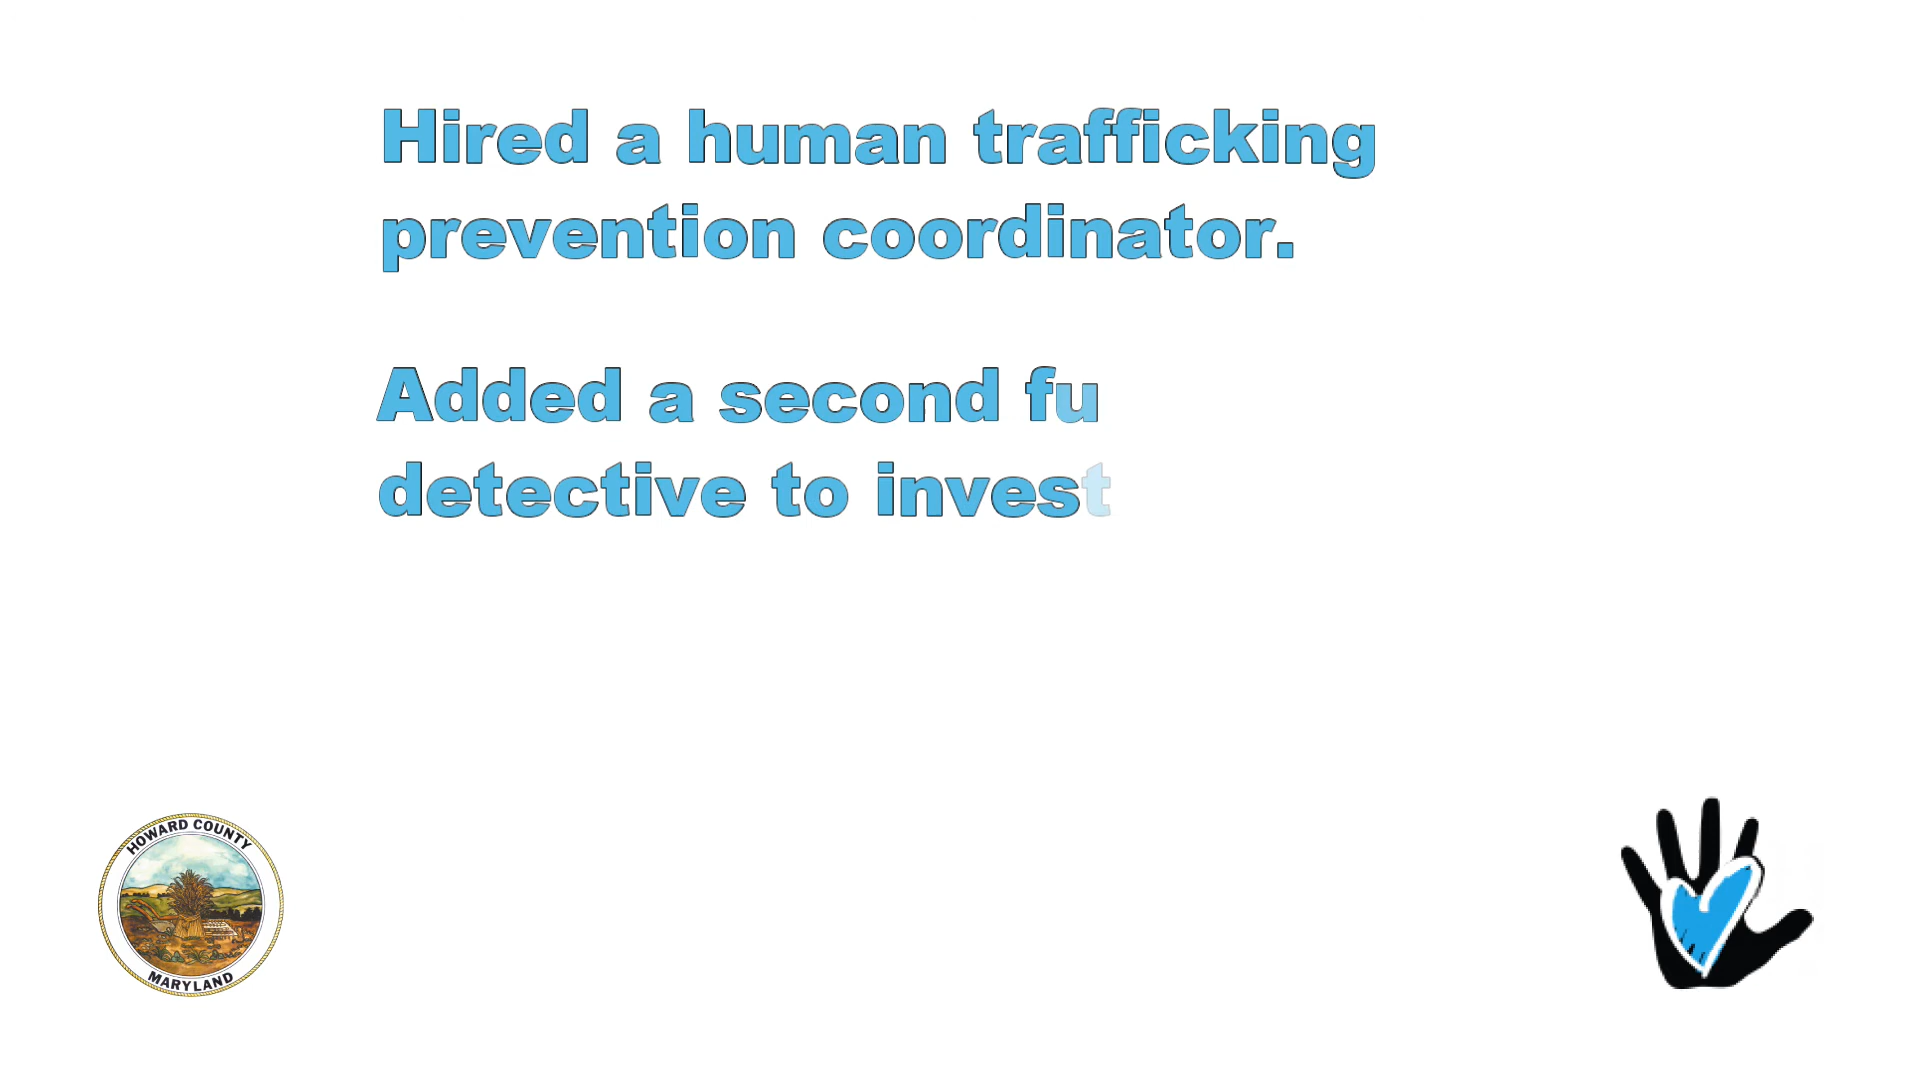 Hired a human trafficking
prevention coordinator.
Added a second fu
detective to invest
HOWARD COUNTY
MARYLAND